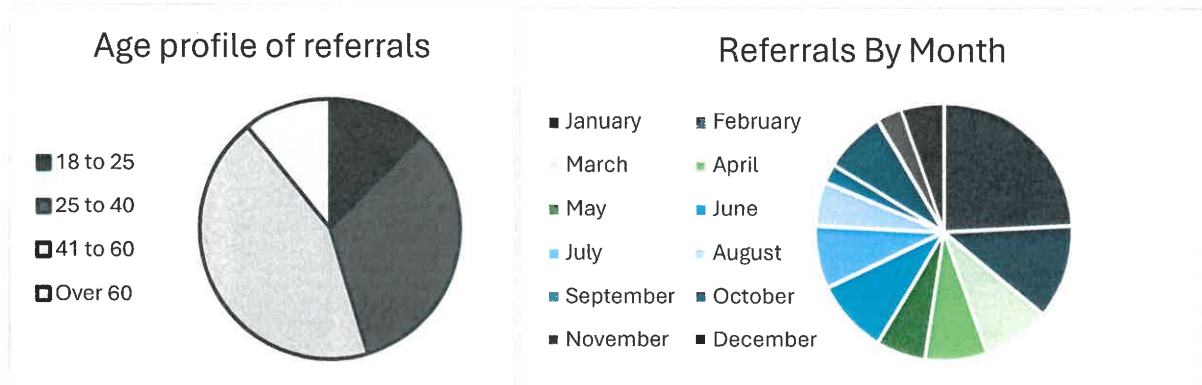 Age profile of referrals
18 to 25
25 to 40
41 to 60
Over 60
Referrals By Month
January February
March April
May June
July August
September October
November December